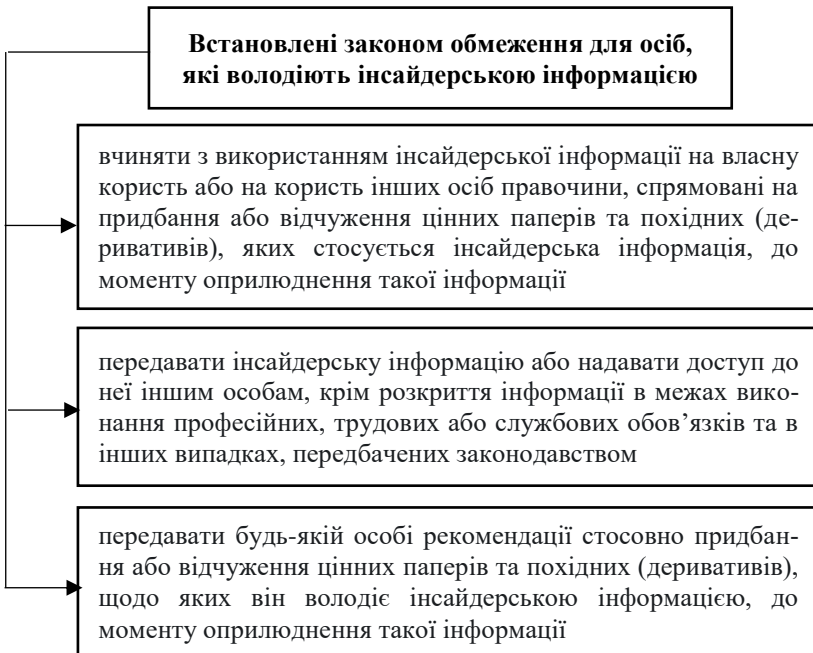 Встановлені законом обмеження для осіб,
які володіють інсайдерською інформацією
вчиняти з використанням інсайдерської інформації на власну
користь або на користь інших осіб правочини, спрямовані на
придбання або відчуження цінних паперів та похідних (де-
ривативів), яких стосується інсайдерська інформація, до
моменту оприлюднення такої інформації
передавати інсайдерську інформацію або надавати доступ до
неї іншим особам, крім розкриття інформації в межах вико-
нання професійних, трудових або службових обов’язків та в
інших випадках, передбачених законодавством
передавати будь-якій особі рекомендації стосовно придбан-
ня або відчуження цінних паперів та похідних (деривативів),
щодо яких він володіє інсайдерською інформацією, до
моменту оприлюднення такої інформації